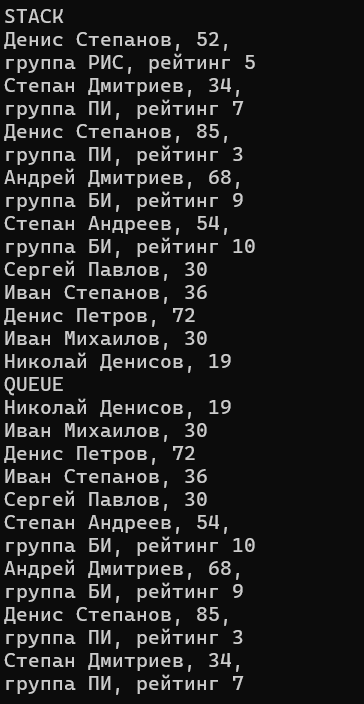 STACK
Денис Степанов, 52,
группа РИС, рейтинг 5
Степан Дмитриев, 34,
группа ПИ, рейтинг 7
Денис Степанов, 85,
группа ПИ, рейтинг 3
Андрей Дмитриев, 68,
группа БИ, рейтинг 9
Степан Андреев, 54,
группа БИ, рейтинг 10
Сергей Павлов, 30
Иван Степанов, 36
Денис Петров, 72
Иван Михаилов, 30
Николай Денисов, 19
QUEUE
Николай Денисов, 19
Иван Михаилов, 30
Денис Петров, 72
Иван Степанов, 36
Сергей Павлов, 30
Степан Андреев, 54,
группа БИ, рейтинг 10
Андрей Дмитриев, 68,
группа БИ, рейтинг 9
Денис Степанов, 85,
группа ПИ, рейтинг 3
Степан Дмитриев, 34,
группа ПИ, рейтинг 7